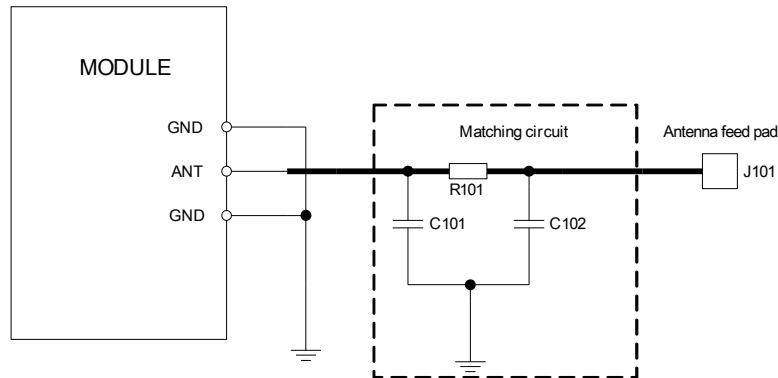 MODULE
GND
ANT
GND
Matching circuit
R101
C101
C102
Antenna feed pad
J101